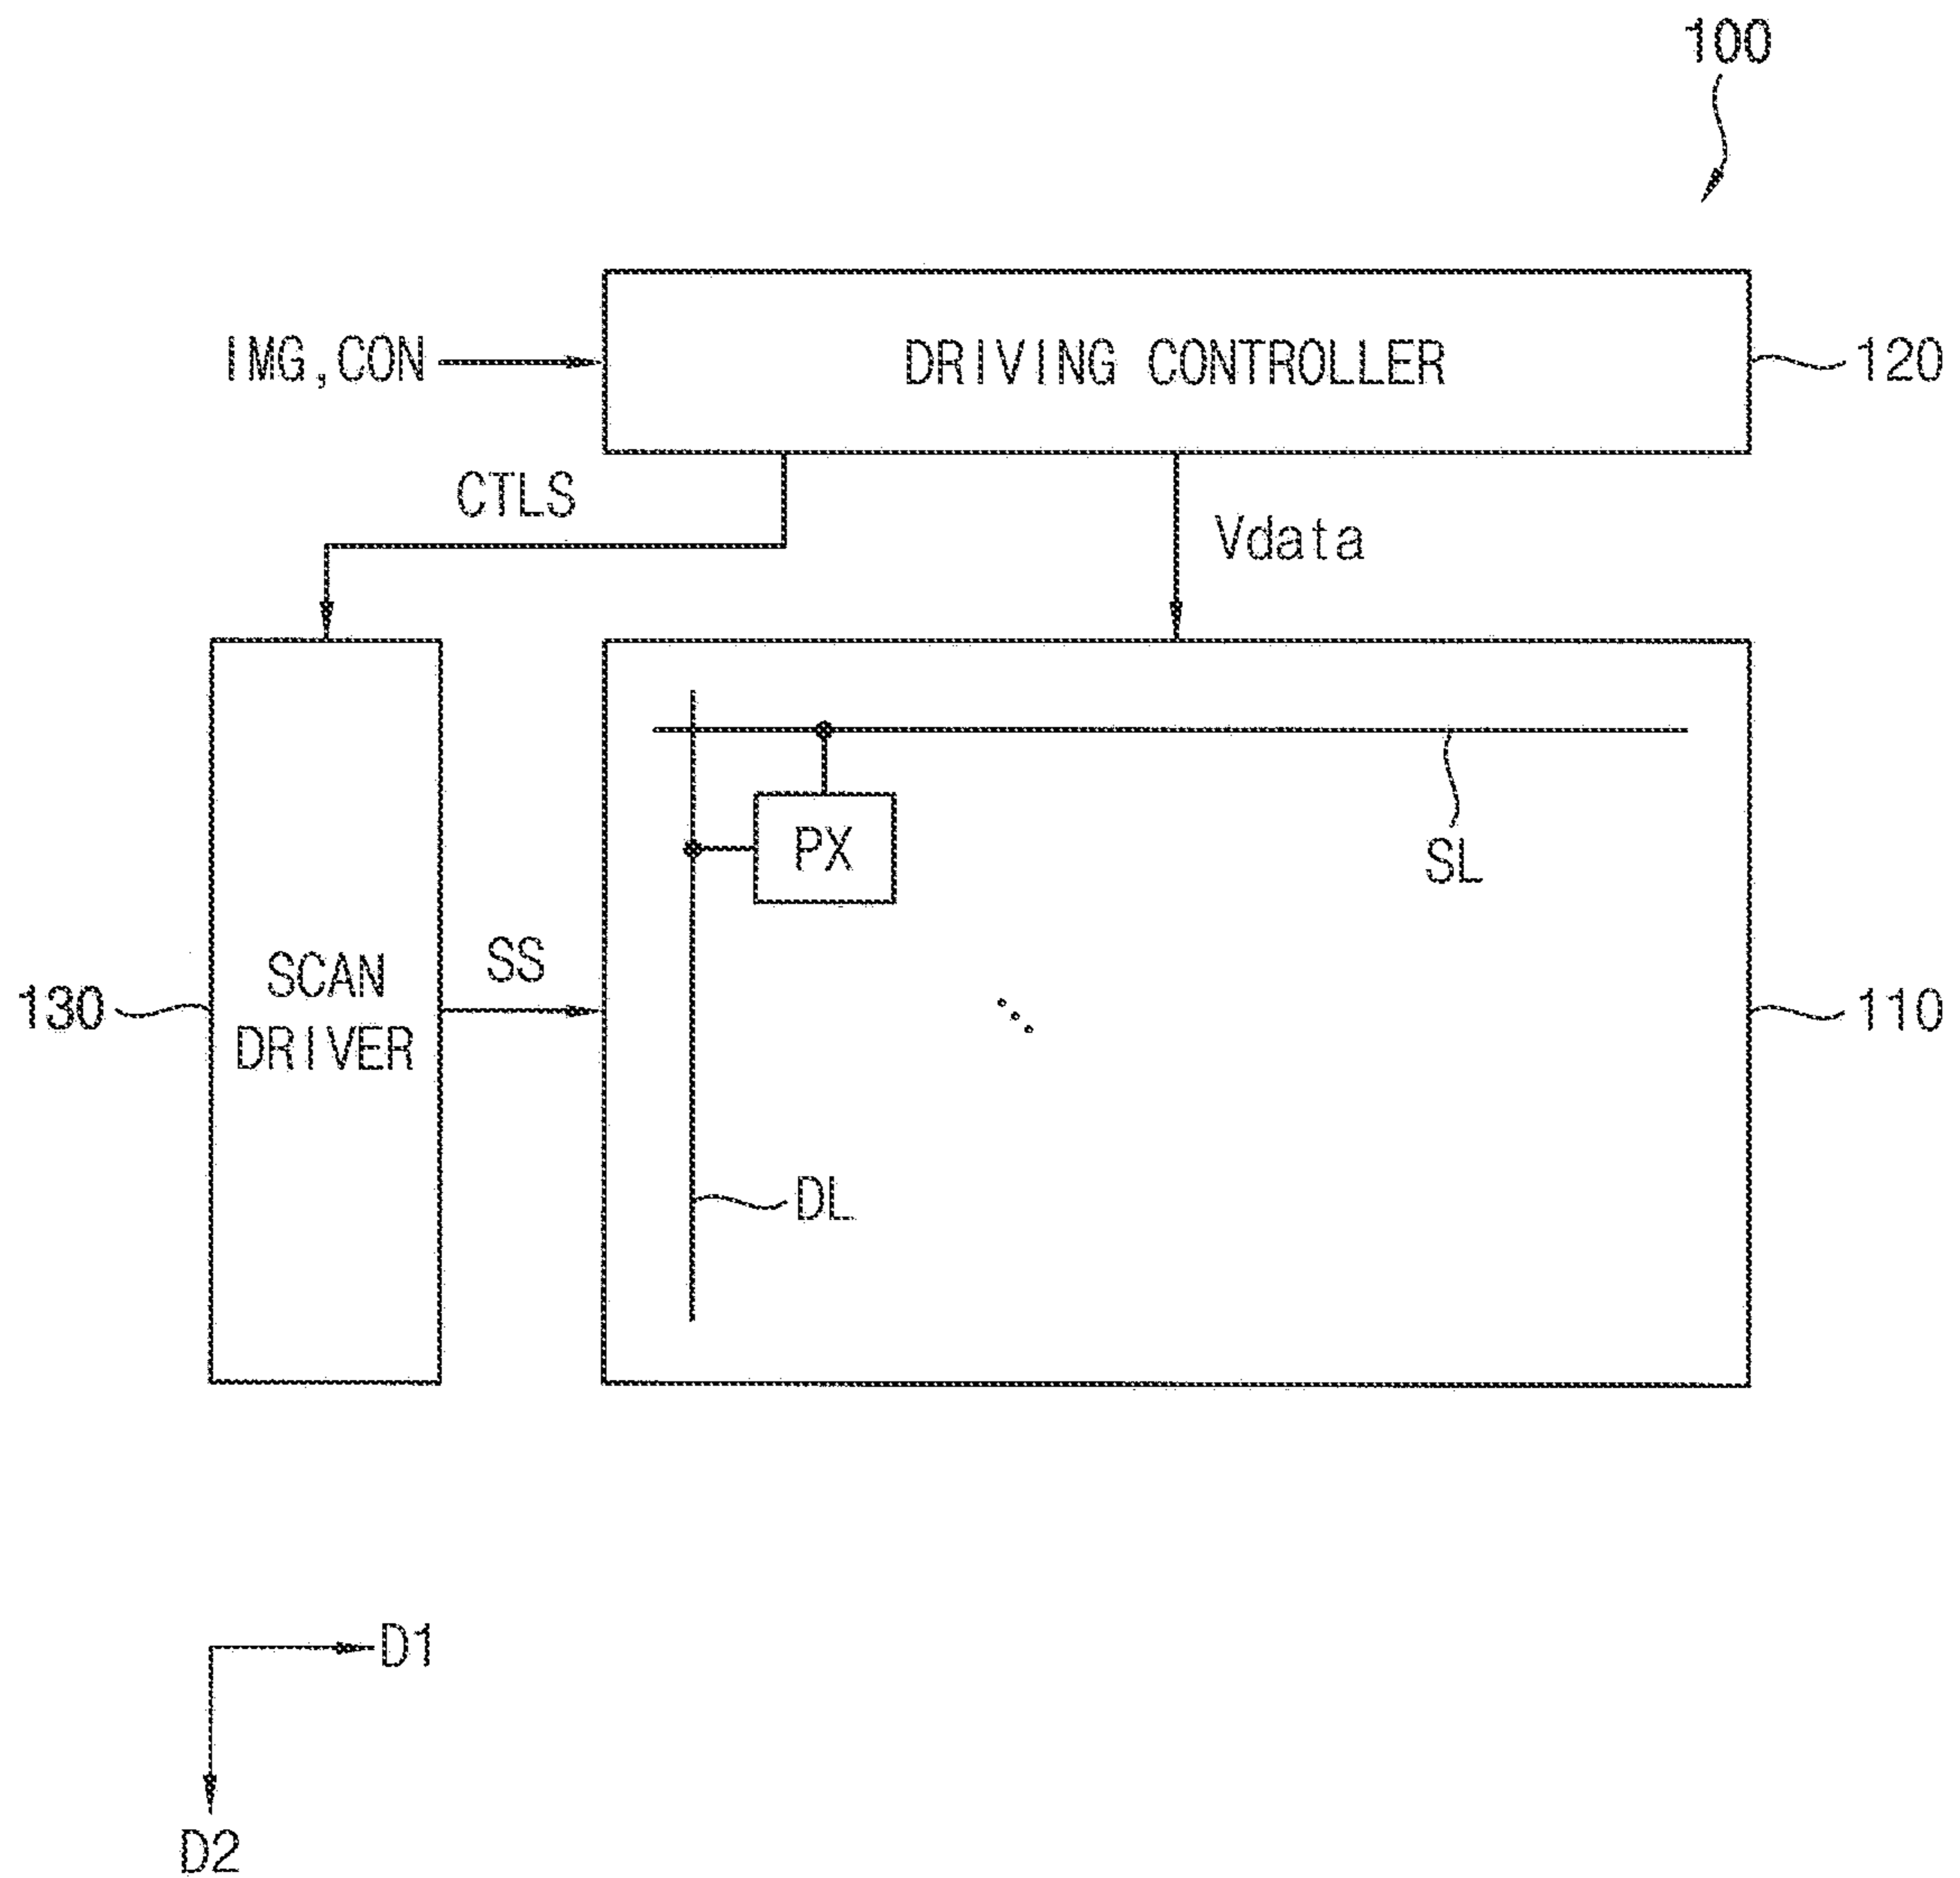 100
IMG,CON
DRIVING CONTROLLER
120
CTLS
Vdata
PX
SL
SS
SCAN
DRIVER
130
110
DL
D1
D2